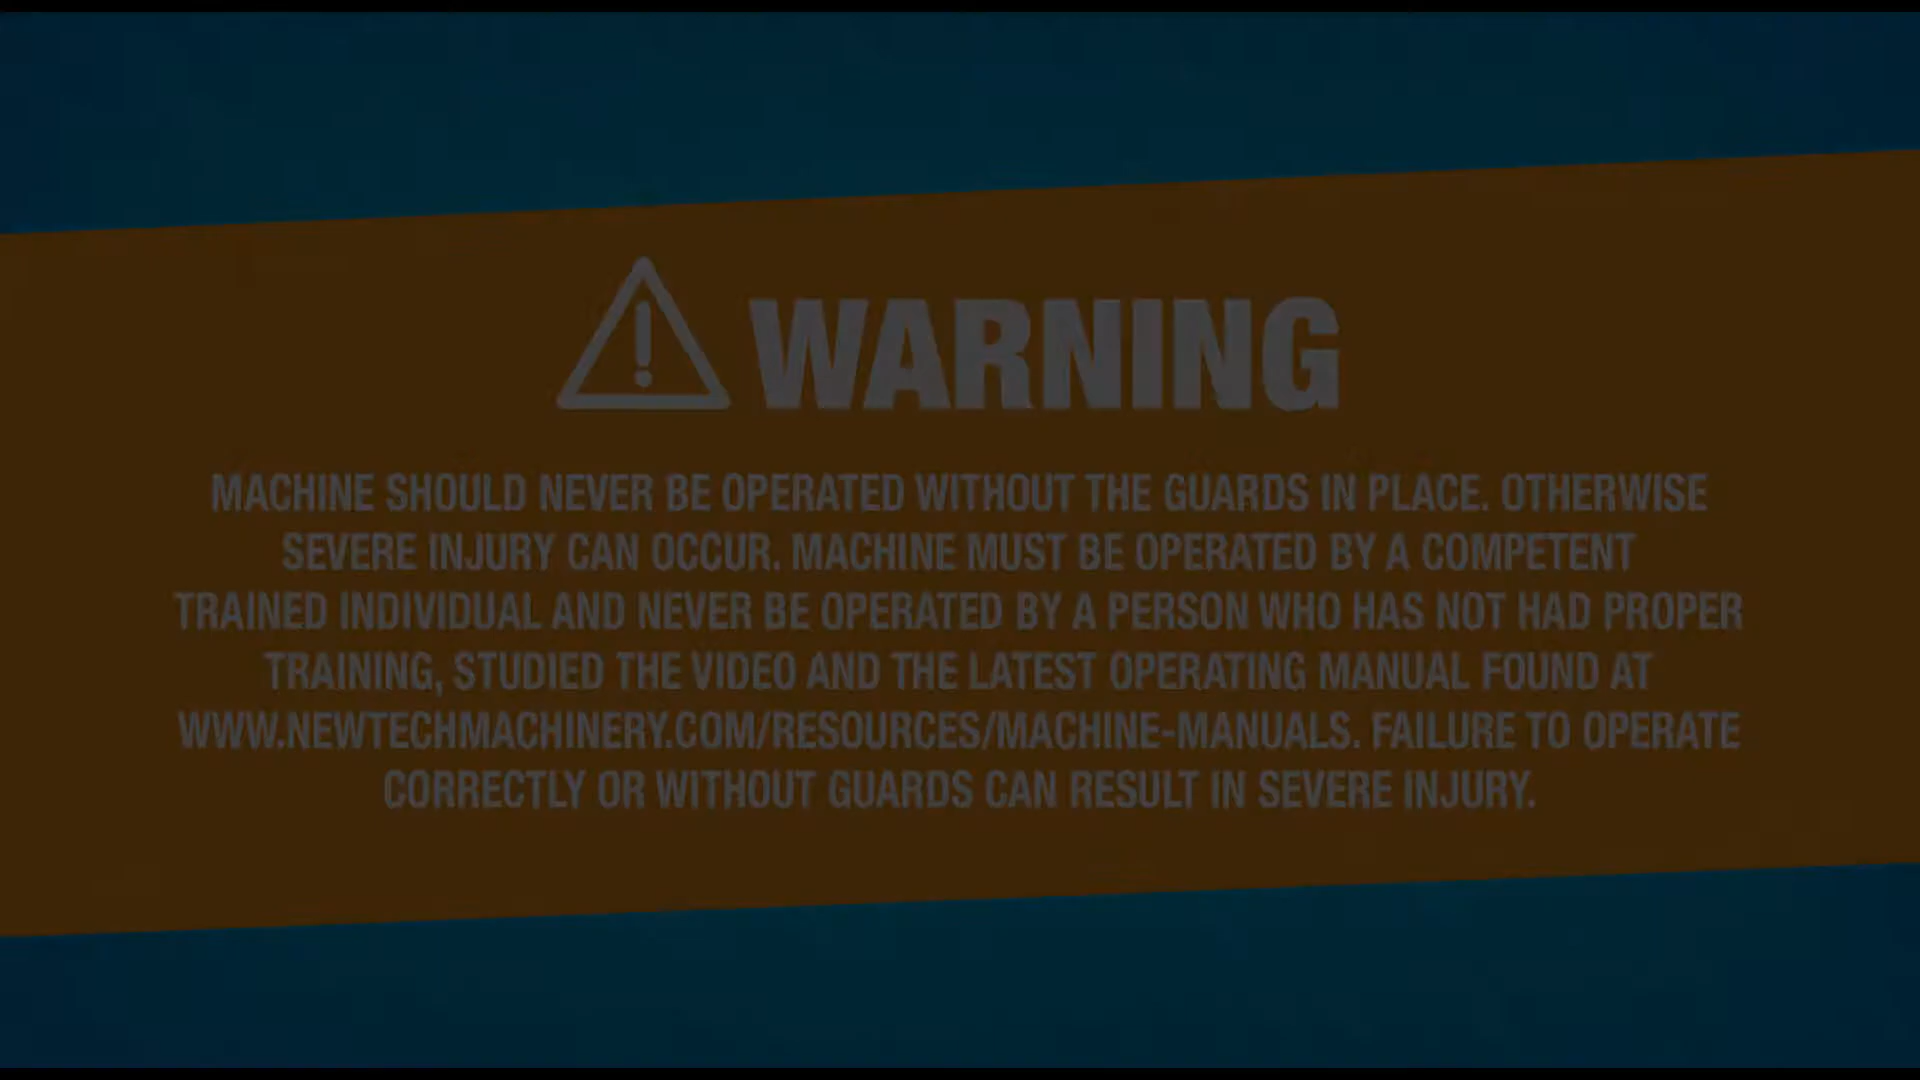 WARNING
MACHINE SHOULD NEVER BE OPERATED WITHOUT THE GUARDS IN PLACE. OTHERWISE
SEVERE INJURY CAN OCCUR. MACHINE MUST BE OPERATED BY A COMPETENT
TRAINED INDIVIDUAL AND NEVER BE OPERATED BY A PERSON WHO HAS NOT HAD PROPER
TRAINING, STUDIED THE VIDEO AND THE LATEST OPERATING MANUAL FOUND AT
WWW.NEWTECHMACHINERY.COM/RESOURCES/MACHINE-MANUALS. FAILURE TO OPERATE
CORRECTLY OR WITHOUT GUARDS CAN RESULT IN SEVERE INJURY.